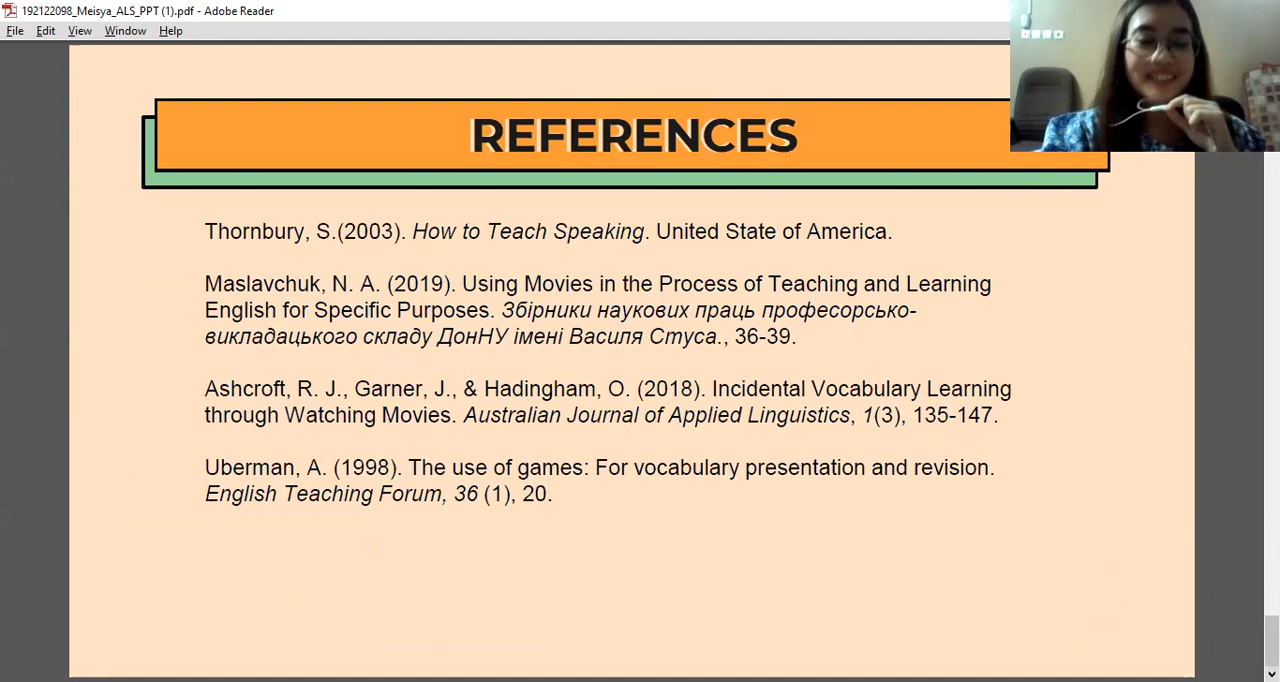 192122098_Meisya_ALS_PPT (1).pdf - Adobe Reader
File Edit View Window Help
REFERENCES
Thornbury, S.(2003). How to Teach Speaking. United State of America.
Maslavchuk, N. A. (2019). Using Movies in the Process of Teaching and Learning
English for Specific Purposes. Збірники наукових праць професорсько-
викладацького складу ДонНУ імені Василя Стуса., 36-39.
Ashcroft, R. J., Garner, J., & Hadingham, O. (2018). Incidental Vocabulary Learning
through Watching Movies. Australian Journal of Applied Linguistics, 1(3), 135-147.
Uberman, A. (1998). The use of games: For vocabulary presentation and revision.
English Teaching Forum, 36 (1), 20.